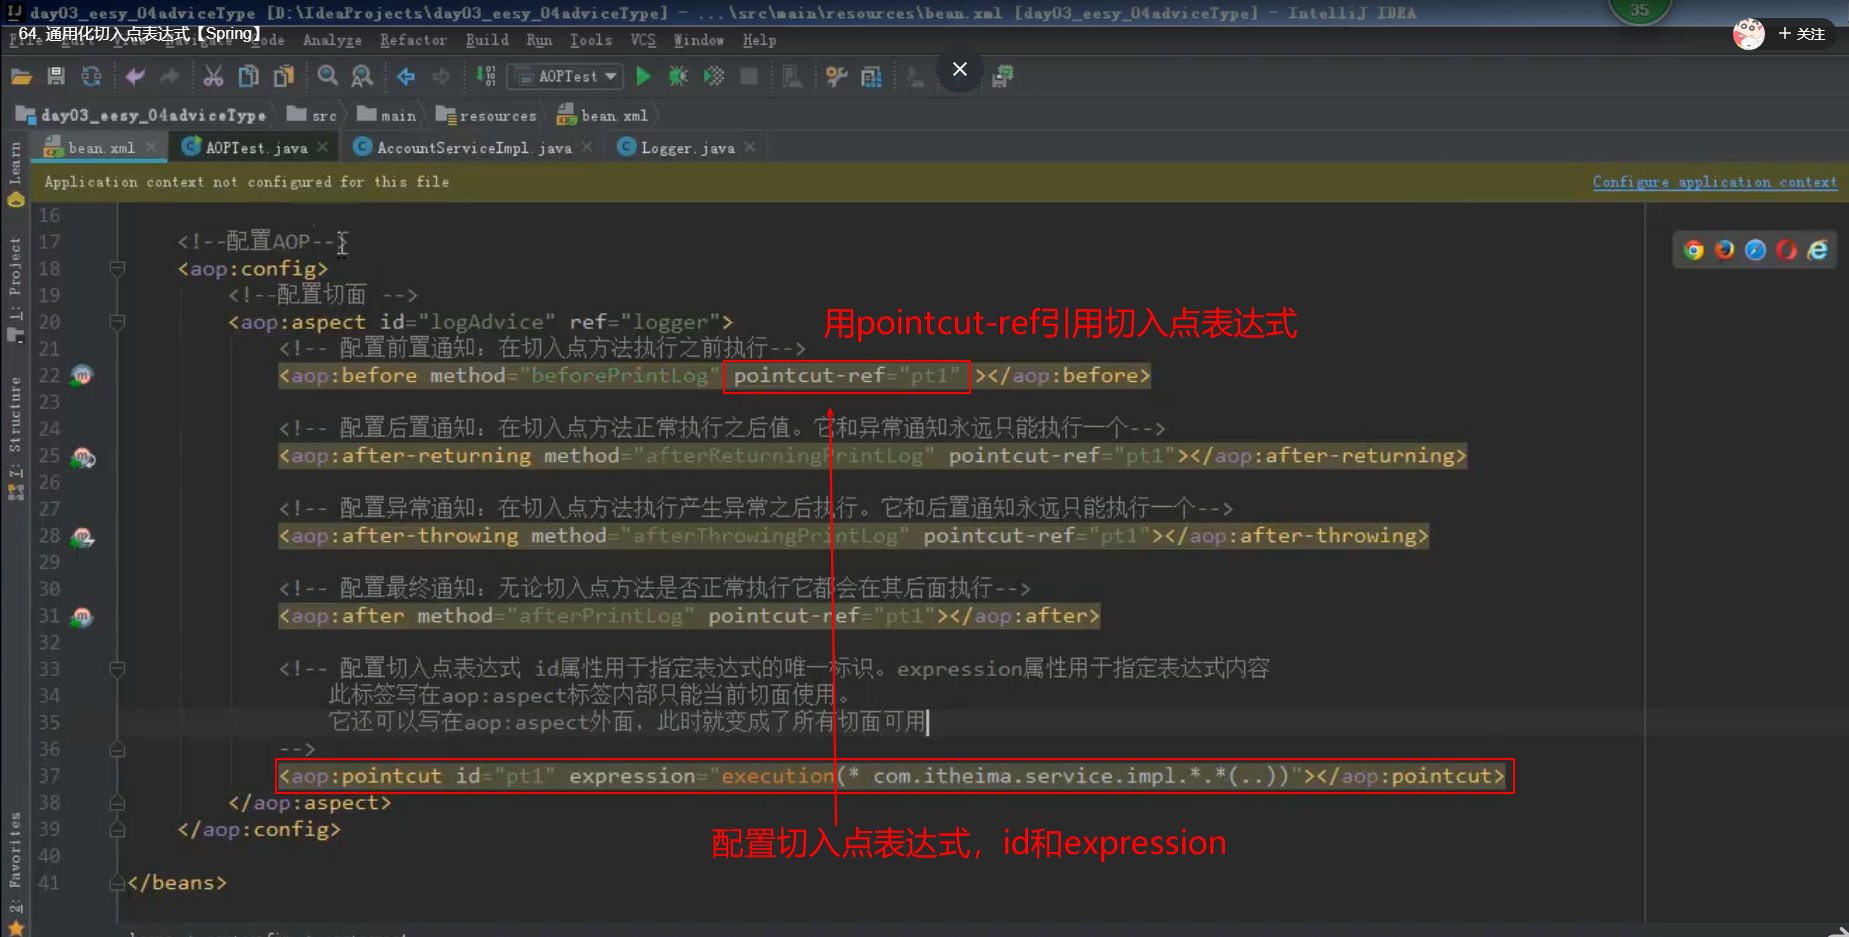 day03_eesy_04adviceType [D:\IdeaProjects\day03_eesy_04adviceType] - ...\src\main\resources\bean.xml [day03_eesy_04adviceType] - IntelliJ IDEA
35
64. 通用化切入点表达式【Spring】
+ 关注
File Edit View Navigate Code Analyze Refactor Build Run Tools VCS Window Help
AOPTest
day03_eesy_04adviceType src main resources bean.xml
bean.xml AOPTest.java AccountServiceImpl.java Logger.java
Application context not configured for this file Configure application context
Learn
1: Project
7: Structure
2: Favorites
16
17 <!--配置AOP-->
18 <aop:config>
19 <!--配置切面 -->
20 <aop:aspect id="logAdvice" ref="logger">
用pointcut-ref引用切入点表达式
21 <!-- 配置前置通知：在切入点方法执行之前执行-->
22 <aop:before method="beforePrintLog" pointcut-ref="pt1" ></aop:before>
23
24 <!-- 配置后置通知：在切入点方法正常执行之后值。它和异常通知永远只能执行一个-->
25 <aop:after-returning method="afterReturningPrintLog" pointcut-ref="pt1"></aop:after-returning>
26
27 <!-- 配置异常通知：在切入点方法执行产生异常之后执行。它和后置通知永远只能执行一个-->
28 <aop:after-throwing method="afterThrowingPrintLog" pointcut-ref="pt1"></aop:after-throwing>
29
30 <!-- 配置最终通知：无论切入点方法是否正常执行它都会在其后面执行-->
31 <aop:after method="afterPrintLog" pointcut-ref="pt1"></aop:after>
32
33 <!-- 配置切入点表达式 id属性用于指定表达式的唯一标识。expression属性用于指定表达式内容
34 此标签写在aop:aspect标签内部只能当前切面使用。
35 它还可以写在aop:aspect外面，此时就变成了所有切面可用
36 -->
37 <aop:pointcut id="pt1" expression="execution(* com.itheima.service.impl.*.*(..))"></aop:pointcut>
38 </aop:aspect>
39 </aop:config>
配置切入点表达式，id和expression
40
41 </beans>